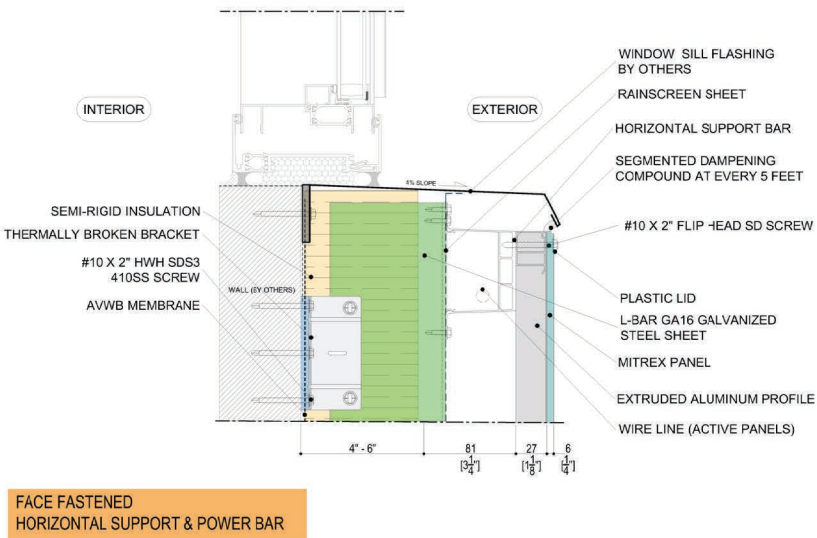 INTERIOR
EXTERIOR
WINDOW SILL FLASHING
BY OTHERS
RAINSCREEN SHEET
HORIZONTAL SUPPORT BAR
SEGMENTED DAMPENING
COMPOUND AT EVERY 5 FEET
#10 X 2" FLIP HEAD SD SCREW
PLASTIC LID
L-BAR GA16 GALVANIZED
STEEL SHEET
MITREX PANEL
EXTRUDED ALUMINUM PROFILE
WIRE LINE (ACTIVE PANELS)
4% SLOPE
SEMI-RIGID INSULATION
THERMALLY BROKEN BRACKET
#10 X 2" HWH SDS3
410SS SCREW
WALL (BY OTHERS)
AVWB MEMBRANE
4" - 6"
81
[3 1/4"]
27
[1 1/8"]
6
[1/4"]
FACE FASTENED
HORIZONTAL SUPPORT & POWER BAR